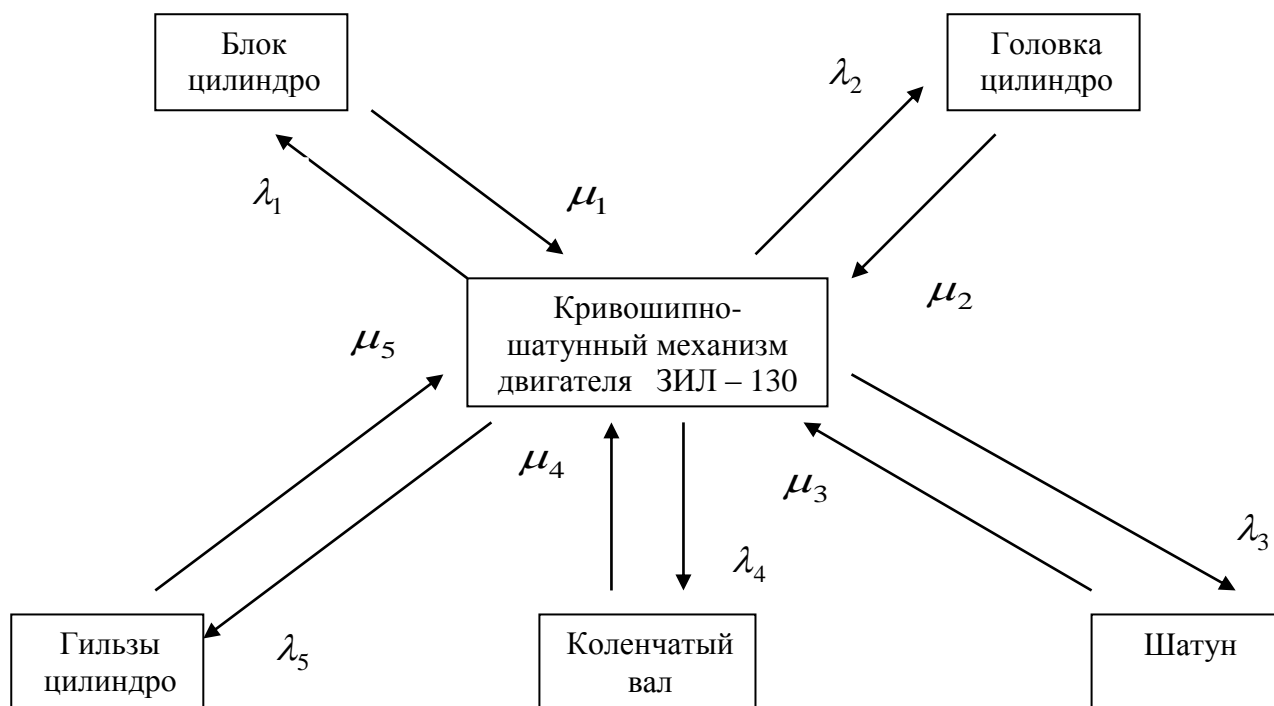 Блок
цилиндро
Головка
цилиндро
λ2
λ1
μ1
μ2
Кривошипно-
шатунный механизм
двигателя ЗИЛ – 130
μ5
μ4
μ3
λ3
λ4
λ5
Гильзы
цилиндро
Коленчатый
вал
Шатун